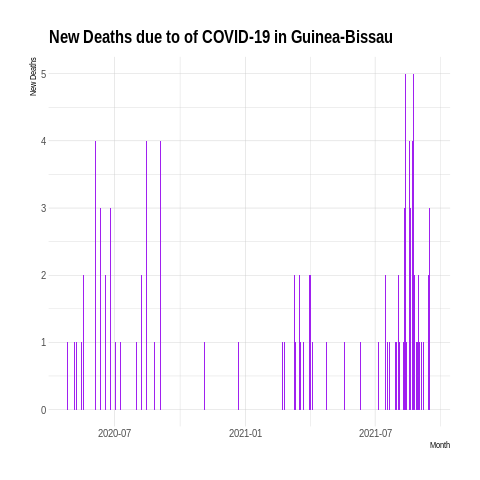 New Deaths due to of COVID-19 in Guinea-Bissau
New Deaths
5
4
3
2
1
0
2020-07 2021-01 2021-07
Month